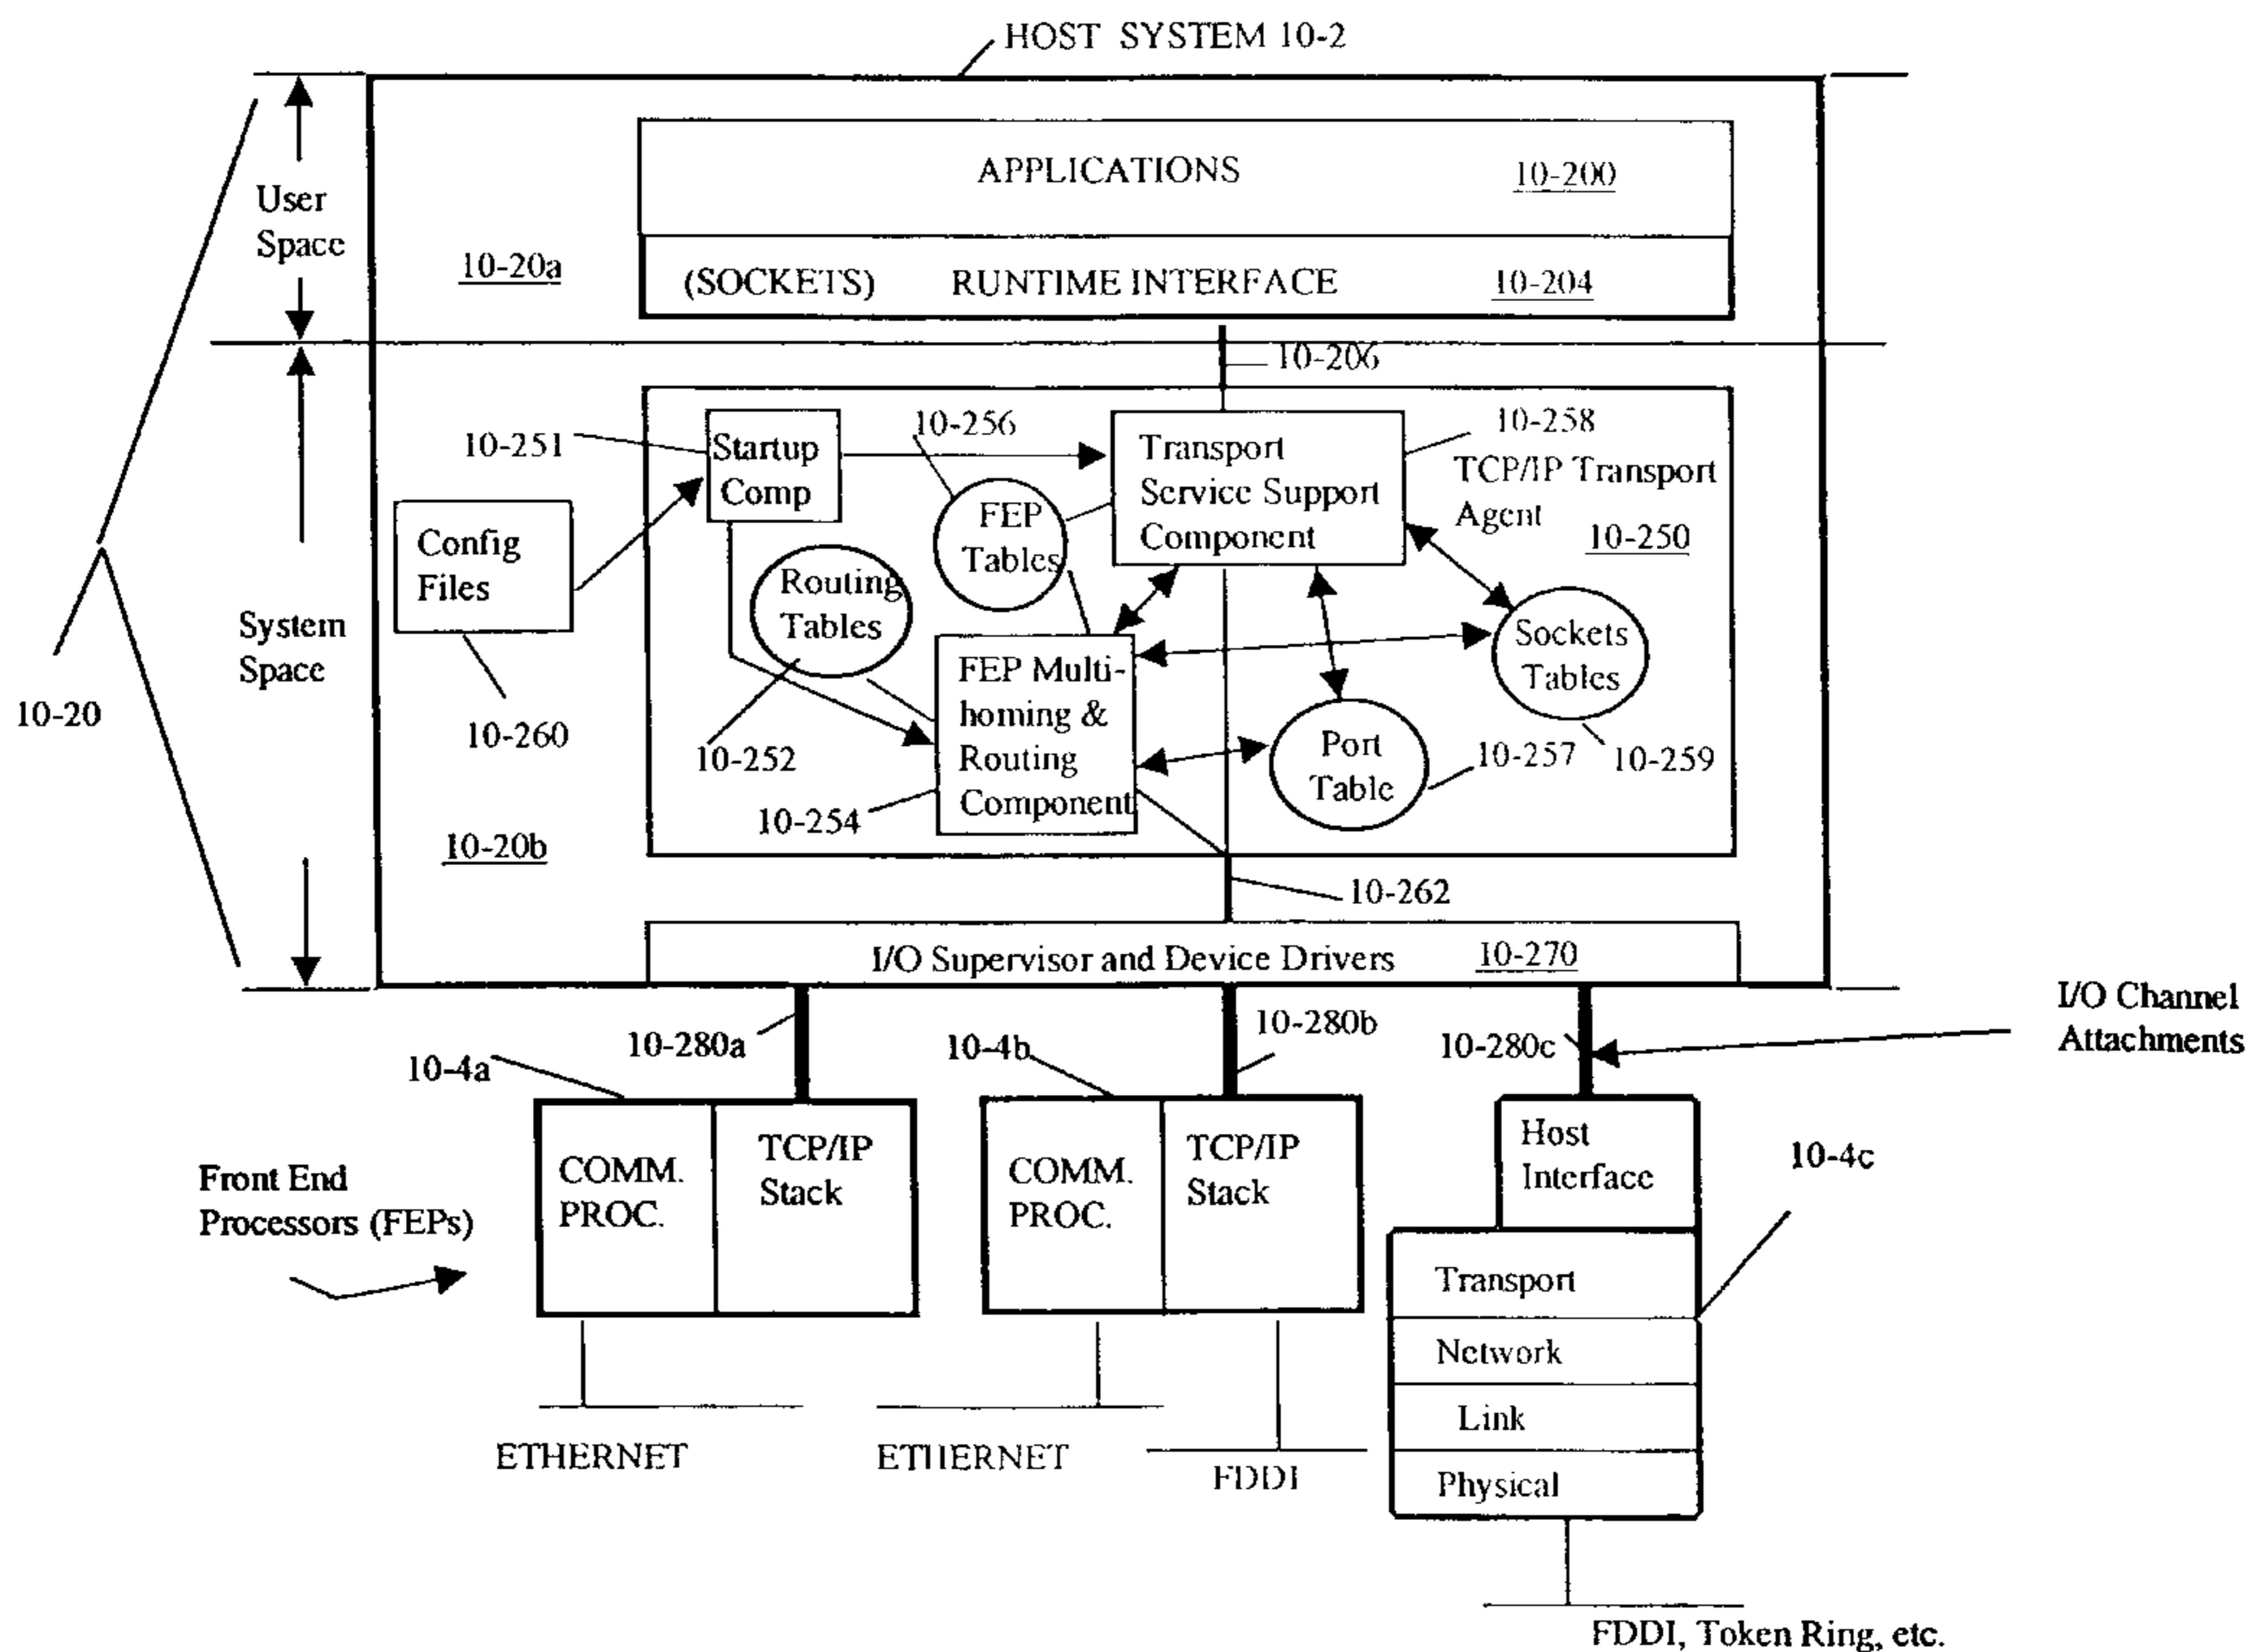 HOST SYSTEM 10-2
APPLICATIONS 10-200
User
Space
10-20a
(SOCKETS) RUNTIME INTERFACE 10-204
10-206
10-251
Startup
Comp
10-256
FEP
Tables
Transport
Service Support
Component
10-258
TCP/IP Transport
Agent
10-250
Config
Files
10-260
Routing
Tables
10-252
System
Space
10-20
FEP Multi-
homing &
Routing
Component
10-254
Sockets
Tables
10-259
Port
Table
10-257
10-20b
10-262
I/O Supervisor and Device Drivers 10-270
I/O Channel
Attachments
10-280a
10-280b
10-280c
10-4a
10-4b
10-4c
Front End
Processors (FEPs)
COMM.
PROC.
TCP/IP
Stack
COMM.
PROC.
TCP/IP
Stack
Host
Interface
Transport
Network
Link
Physical
ETHERNET
ETHERNET
FDDI
FDDI, Token Ring, etc.